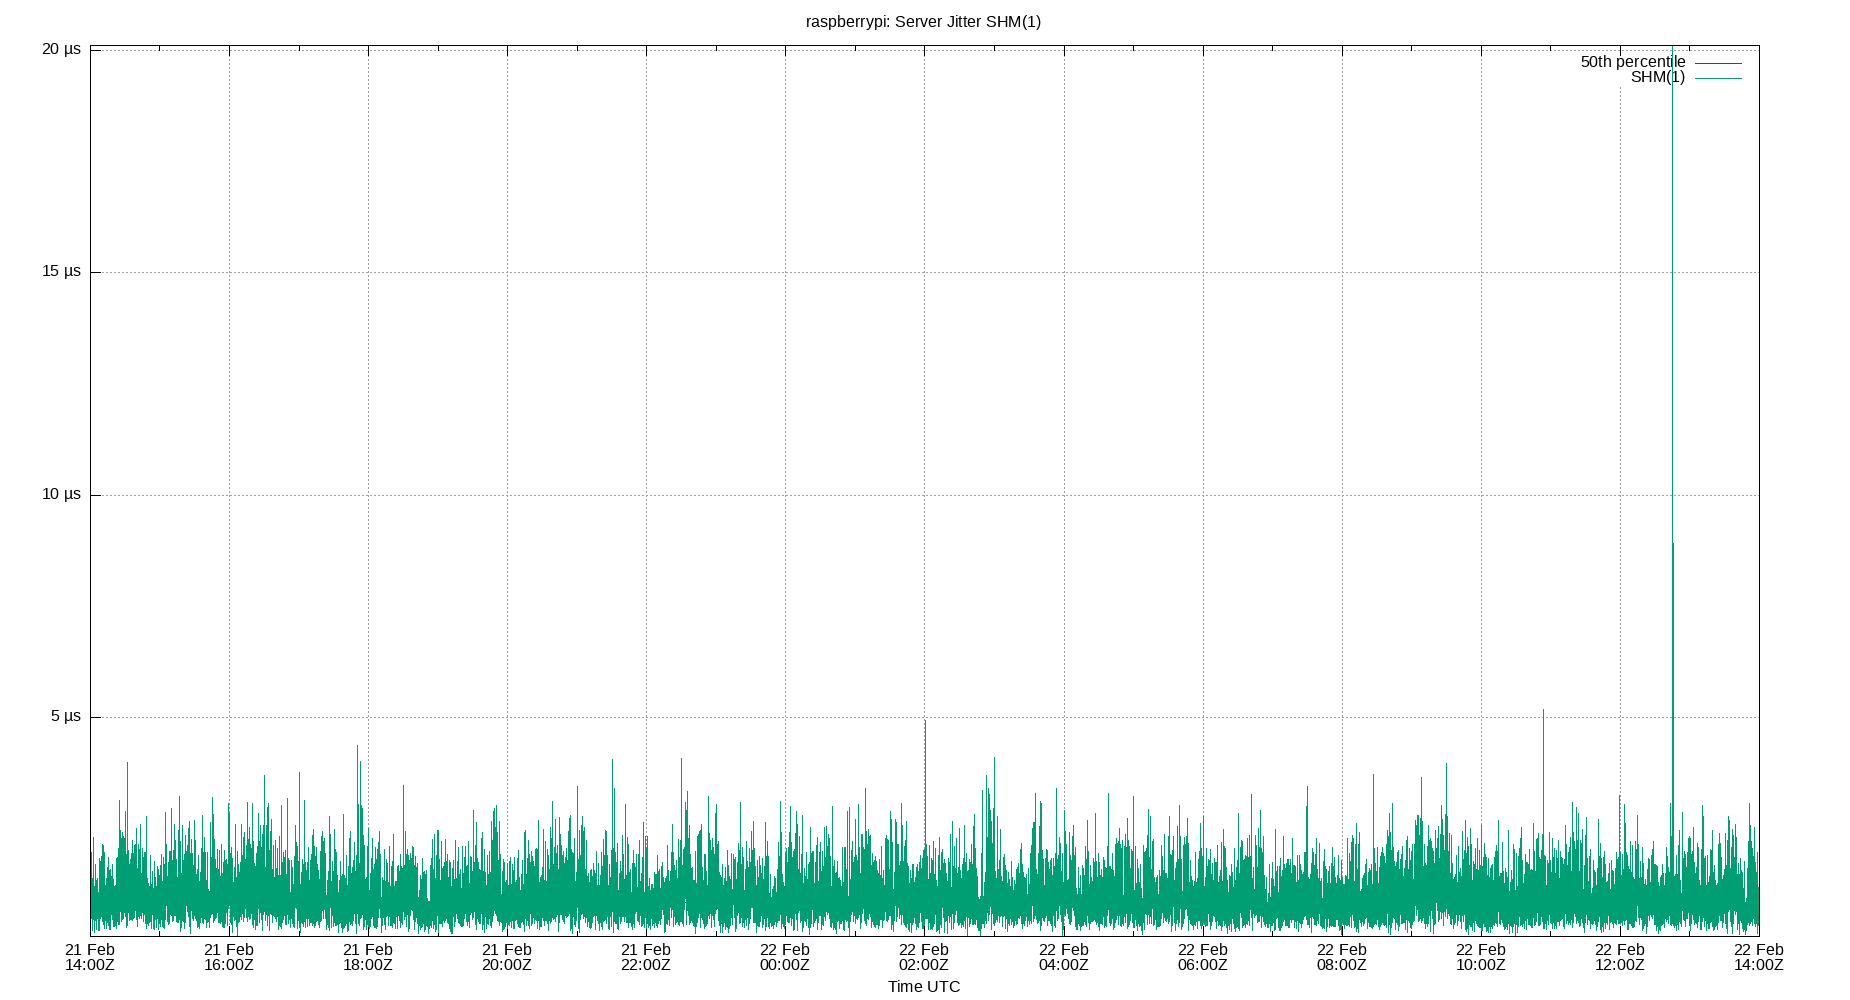 raspberrypi: Server Jitter SHM(1)
20 µs
50th percentile
SHM(1)
15 µs
10 µs
5 µs
21 Feb 21 Feb 21 Feb 21 Feb 21 Feb 22 Feb 22 Feb 22 Feb 22 Feb 22 Feb 22 Feb 22 Feb 22 Feb
14:00Z 16:00Z 18:00Z 20:00Z 22:00Z 00:00Z 02:00Z 04:00Z 06:00Z 08:00Z 10:00Z 12:00Z 14:00Z
Time UTC